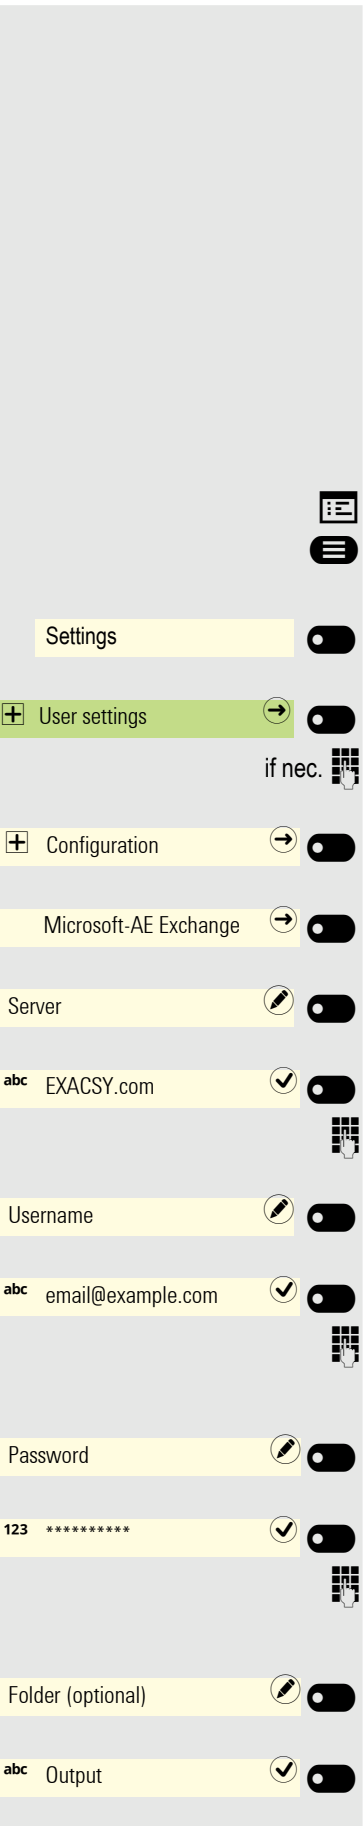 Settings
User settings
if nec.
Configuration
Microsoft-AE Exchange
Server
abc EXACSY.com
Username
abc email@example.com
Password
123 **********
Folder (optional)
abc Output